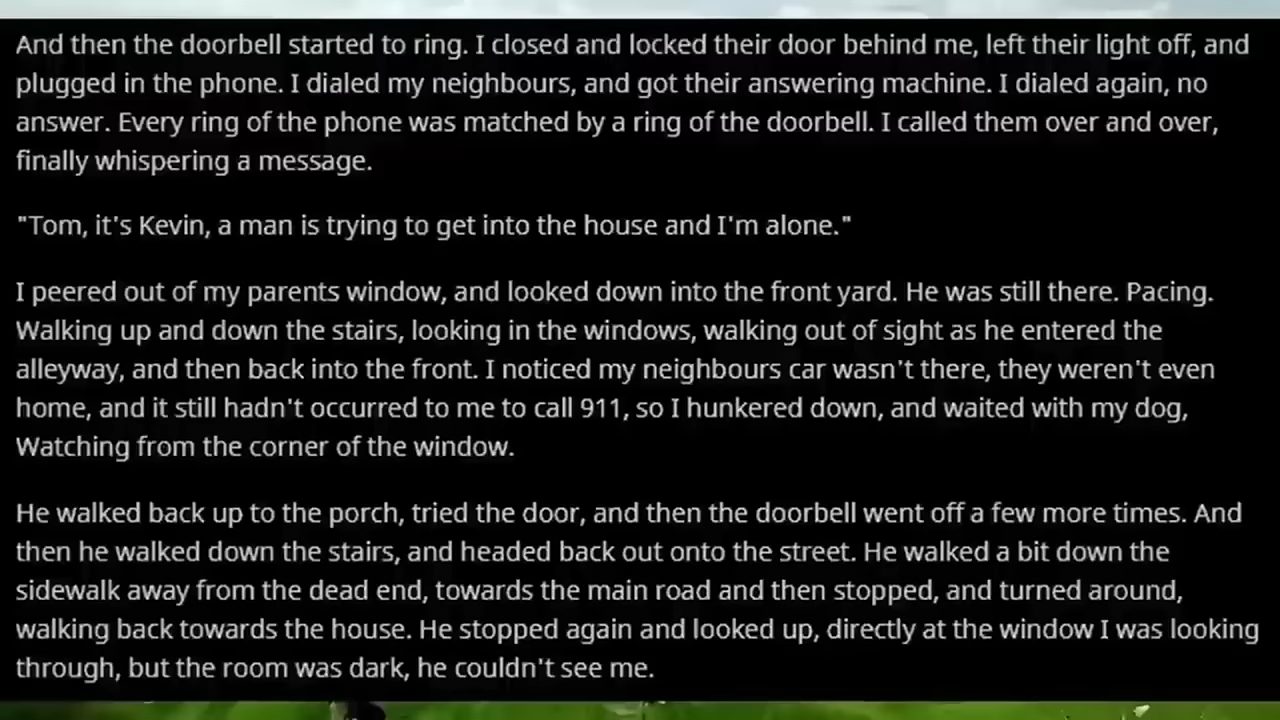 And then the doorbell started to ring. I closed and locked their door behind me, left their light off, and
plugged in the phone. I dialed my neighbours, and got their answering machine. I dialed again, no
answer. Every ring of the phone was matched by a ring of the doorbell. I called them over and over,
finally whispering a message.
"Tom, it's Kevin, a man is trying to get into the house and I'm alone."
I peered out of my parents window, and looked down into the front yard. He was still there. Pacing.
Walking up and down the stairs, looking in the windows, walking out of sight as he entered the
alleyway, and then back into the front. I noticed my neighbours car wasn't there, they weren't even
home, and it still hadn't occurred to me to call 911, so I hunkered down, and waited with my dog,
Watching from the corner of the window.
He walked back up to the porch, tried the door, and then the doorbell went off a few more times. And
then he walked down the stairs, and headed back out onto the street. He walked a bit down the
sidewalk away from the dead end, towards the main road and then stopped, and turned around,
walking back towards the house. He stopped again and looked up, directly at the window I was looking
through, but the room was dark, he couldn't see me.